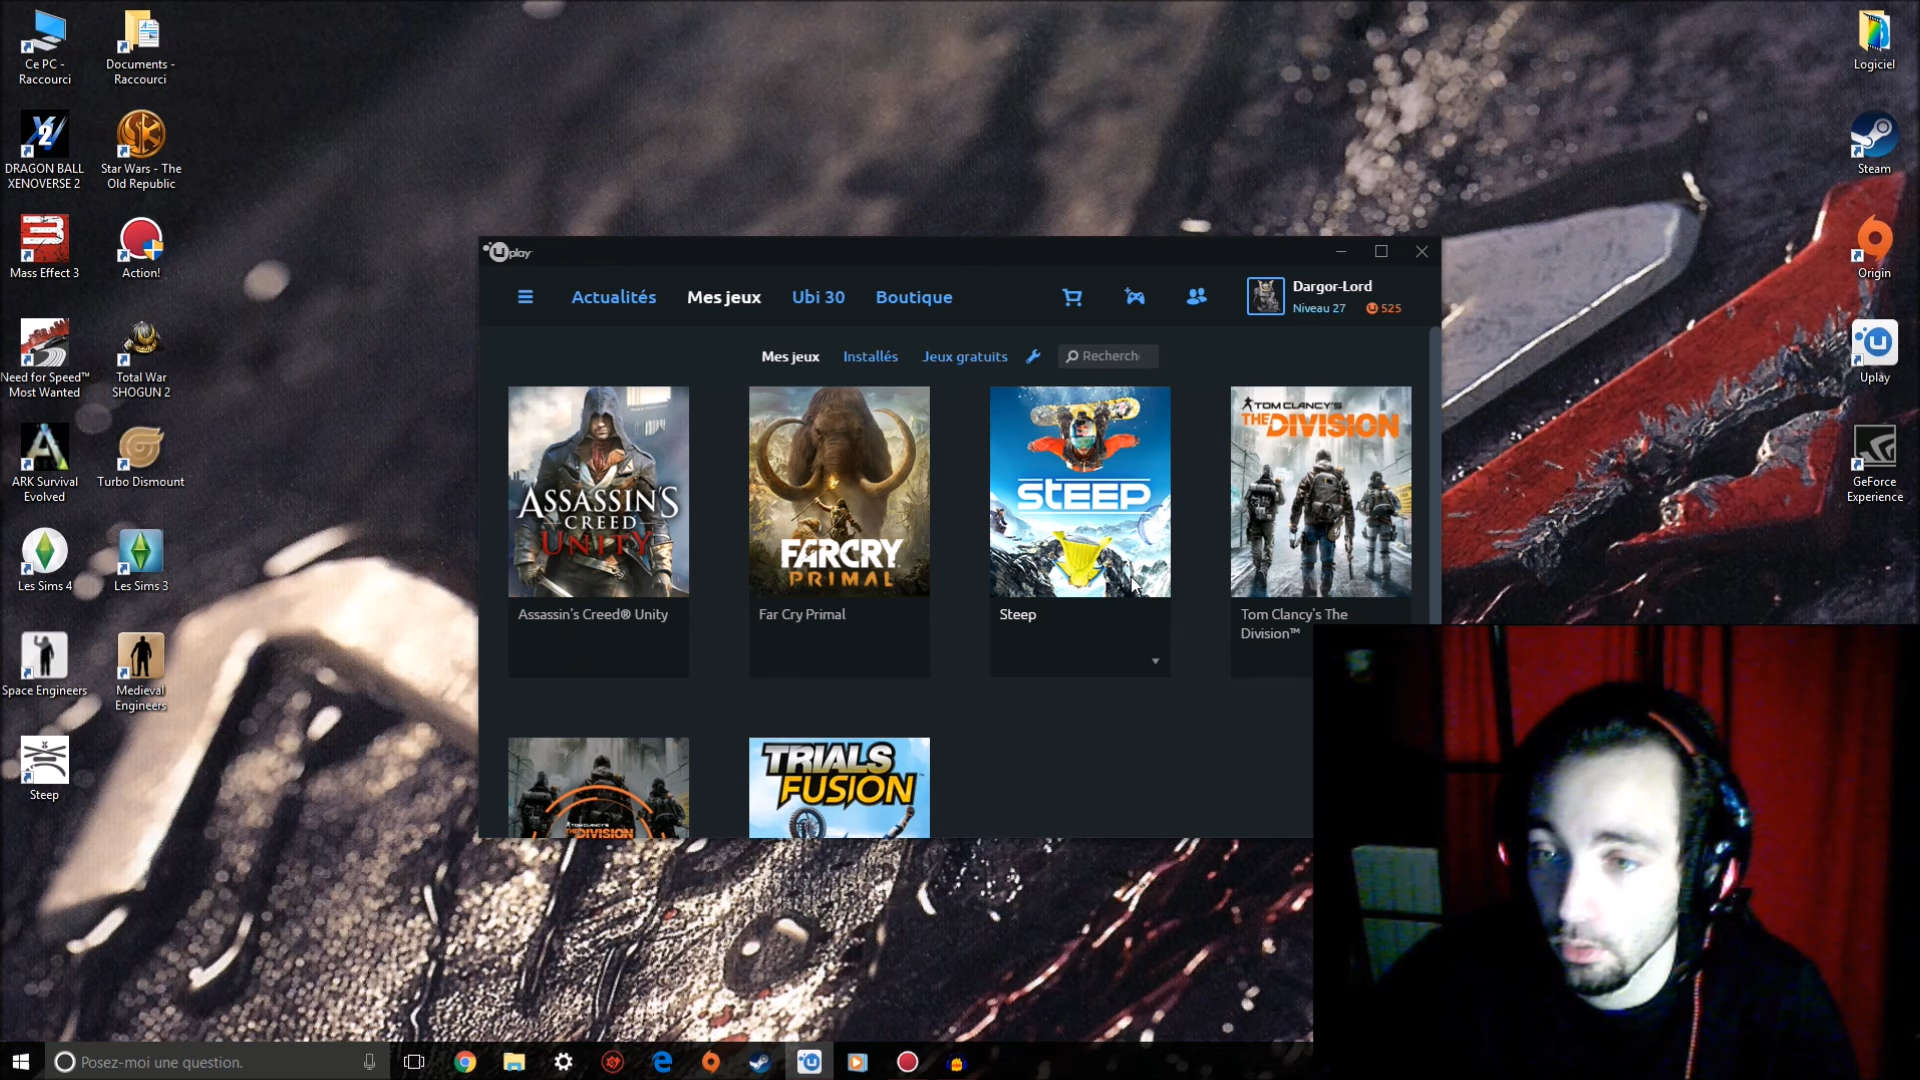 Ce PC -
Raccourci
Documents -
Raccourci
DRAGON BALL
XENOVERSE 2
Star Wars - The
Old Republic
Mass Effect 3
Action!
Need for Speed™
Most Wanted
Total War
SHOGUN 2
ARK Survival
Evolved
Turbo Dismount
Les Sims 4
Les Sims 3
Space Engineers
Medieval
Engineers
Steep
uplay
Actualités
Mes jeux
Ubi 30
Boutique
Dargor-Lord
Niveau 27
525
Mes jeux
Installés
Jeux gratuits
Recherch
ASSASSIN'S
CREED
UNITY
FARCRY
PRIMAL
STEEP
TOM CLANCY'S
THE DIVISION
Assassin's Creed® Unity
Far Cry Primal
Steep
Tom Clancy's The
Division™
TOM CLANCY'S
THE DIVISION
TRIALS
FUSION
Logiciel
Steam
Origin
Uplay
GeForce
Experience
Posez-moi une question.